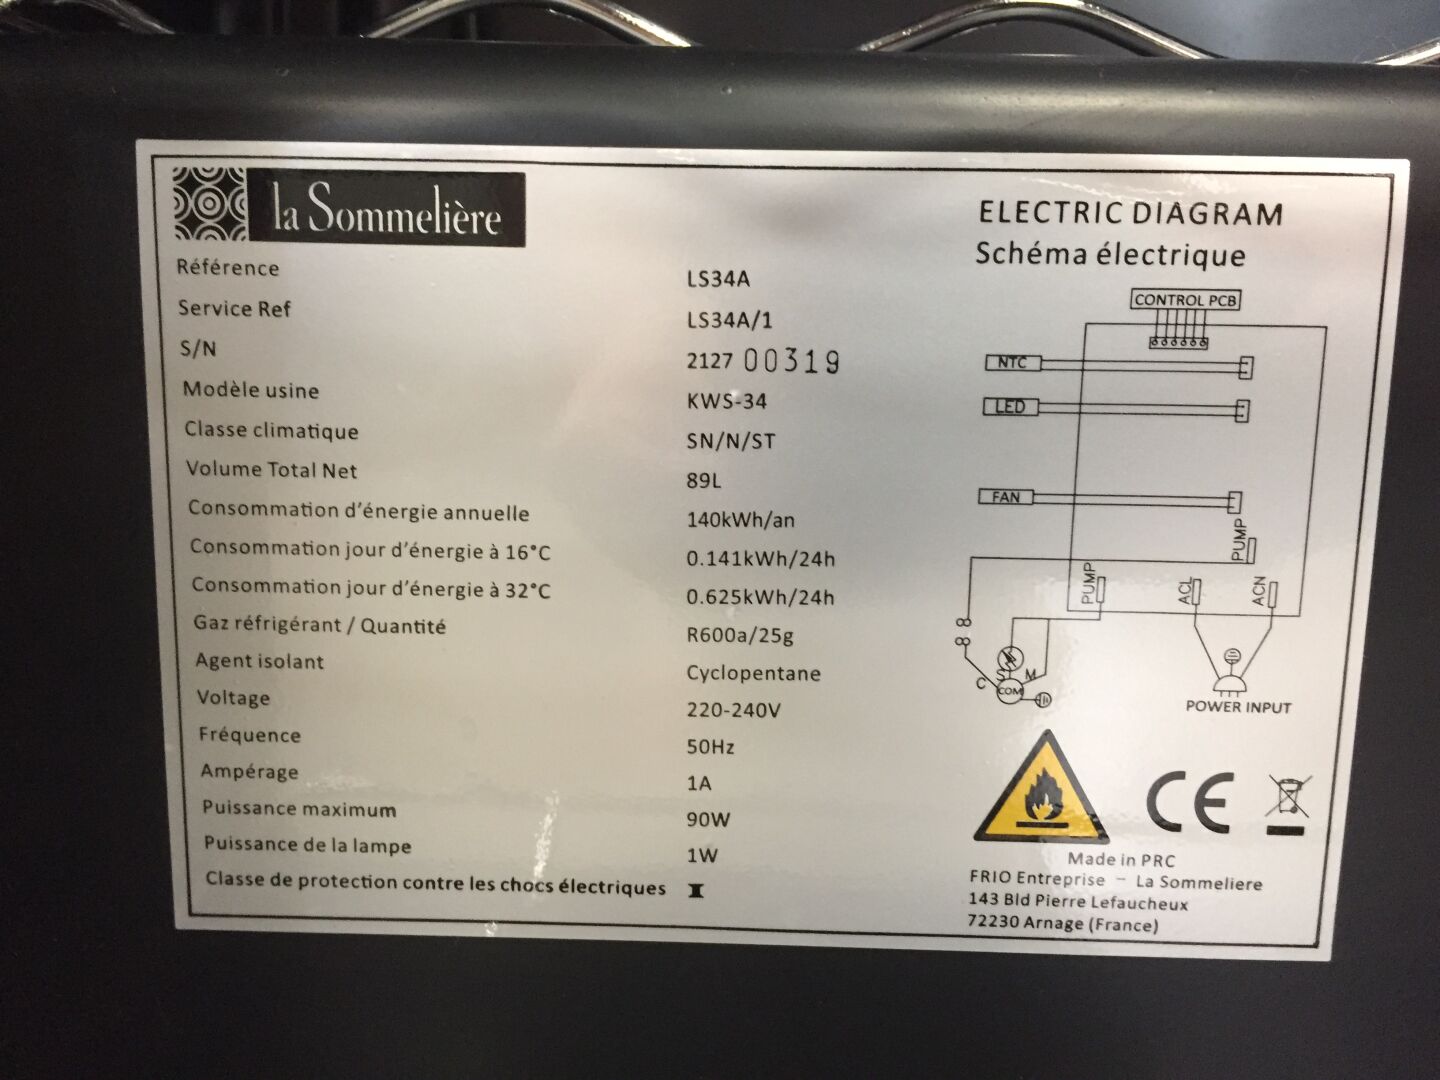 la Sommelière
Référence LS34A
Service Ref LS34A/1
S/N 2127 00319
Modèle usine KWS-34
Classe climatique SN/N/ST
Volume Total Net 89L
Consommation d'énergie annuelle 140kWh/an
Consommation jour d'énergie à 16°C 0.141kWh/24h
Consommation jour d'énergie à 32°C 0.625kWh/24h
Gaz réfrigérant / Quantité R600a/25g
Agent isolant Cyclopentane
Voltage 220-240V
Fréquence 50Hz
Ampérage 1A
Puissance maximum 90W
Puissance de la lampe 1W
Classe de protection contre les chocs électriques I
ELECTRIC DIAGRAM
Schéma électrique
CONTROL PCB
NTC
LED
FAN
PUMP
PUMP
ACL
ACN
S
M
C
COM
POWER INPUT
CE
Made in PRC
FRIO Entreprise - La Sommeliere
143 Bld Pierre Lefaucheux
72230 Arnage (France)